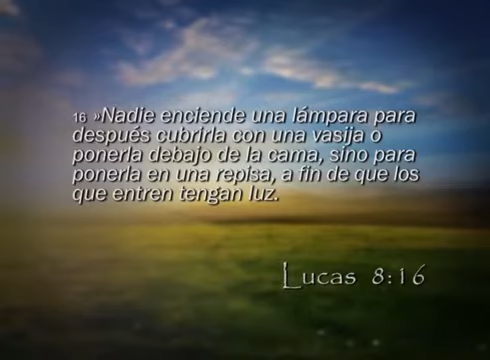 16 »Nadie enciende una lámpara para
después cubrirla con una vasija o
ponerla debajo de la cama, sino para
ponerla en una repisa, a fin de que los
que entren tengan luz.
Lucas 8:16